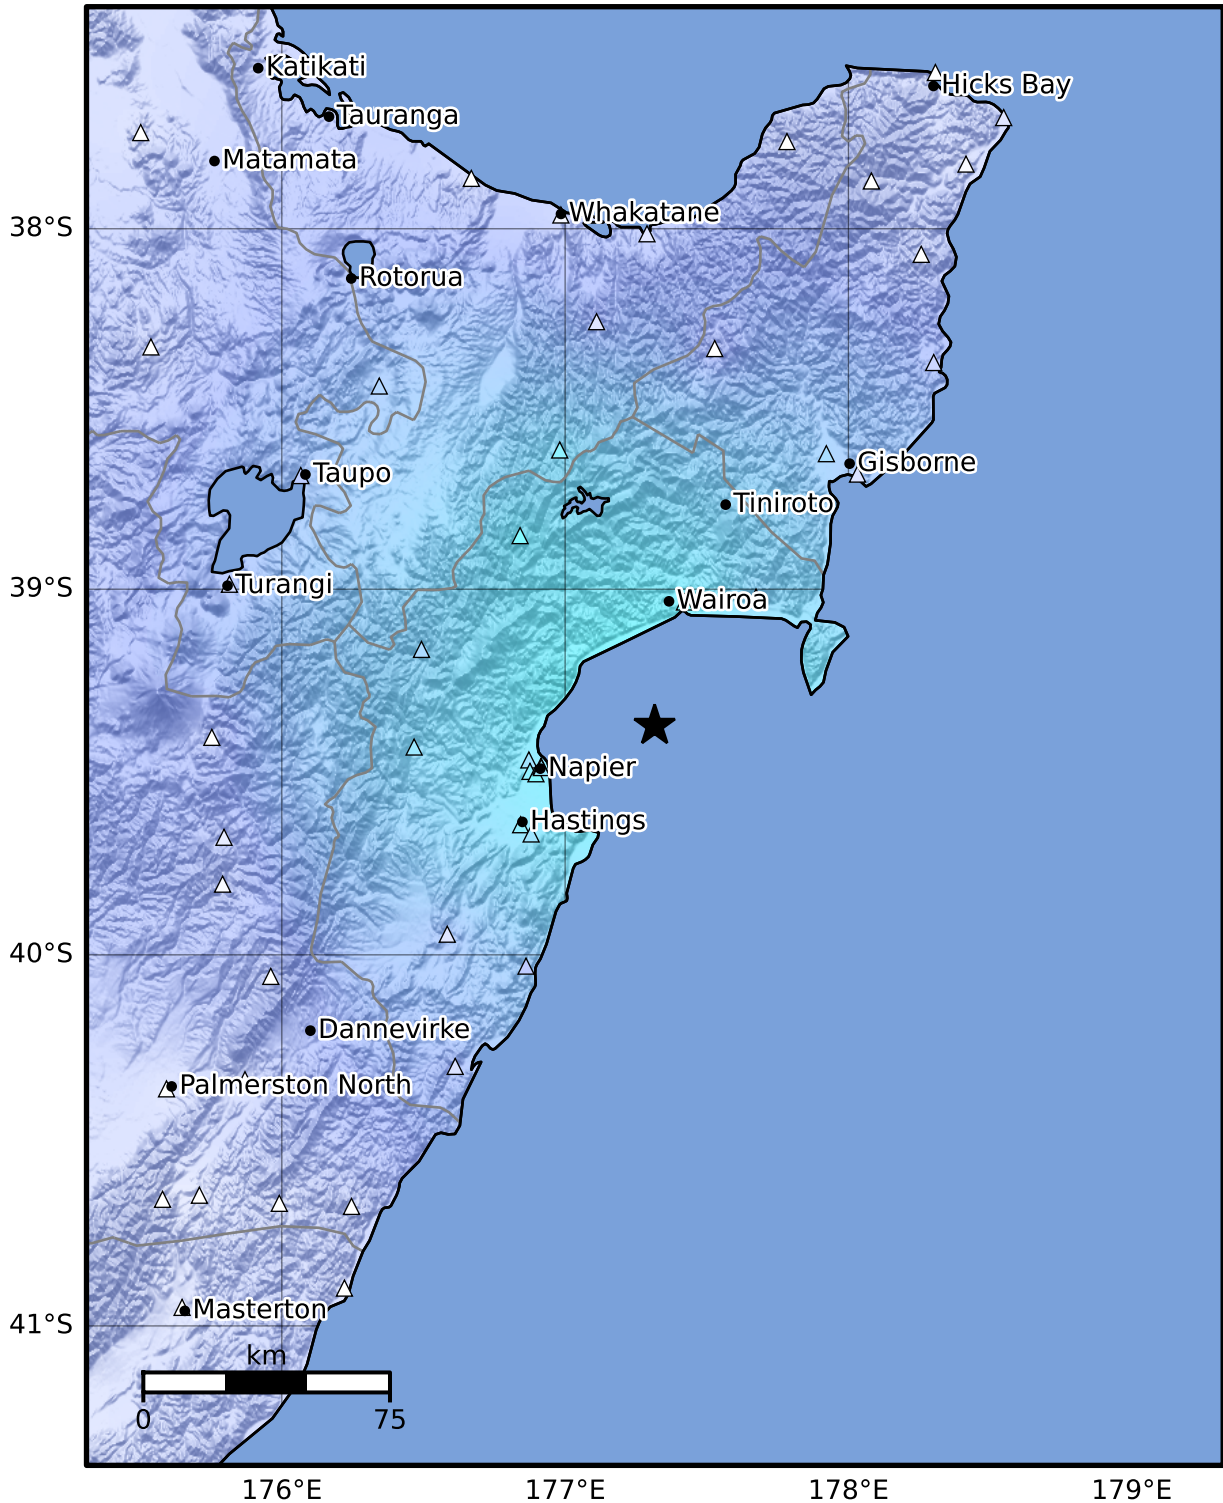 Katikati
Hicks Bay
Tauranga
Matamata
Whakatane
38°S
Rotorua
Gisborne
Taupo
Tiniroto
Turangi
39°S
Wairoa
Napier
Hastings
40°S
Dannevirke
Palmerston North
Masterton
41°S
km
0 75
176°E 177°E 178°E 179°E